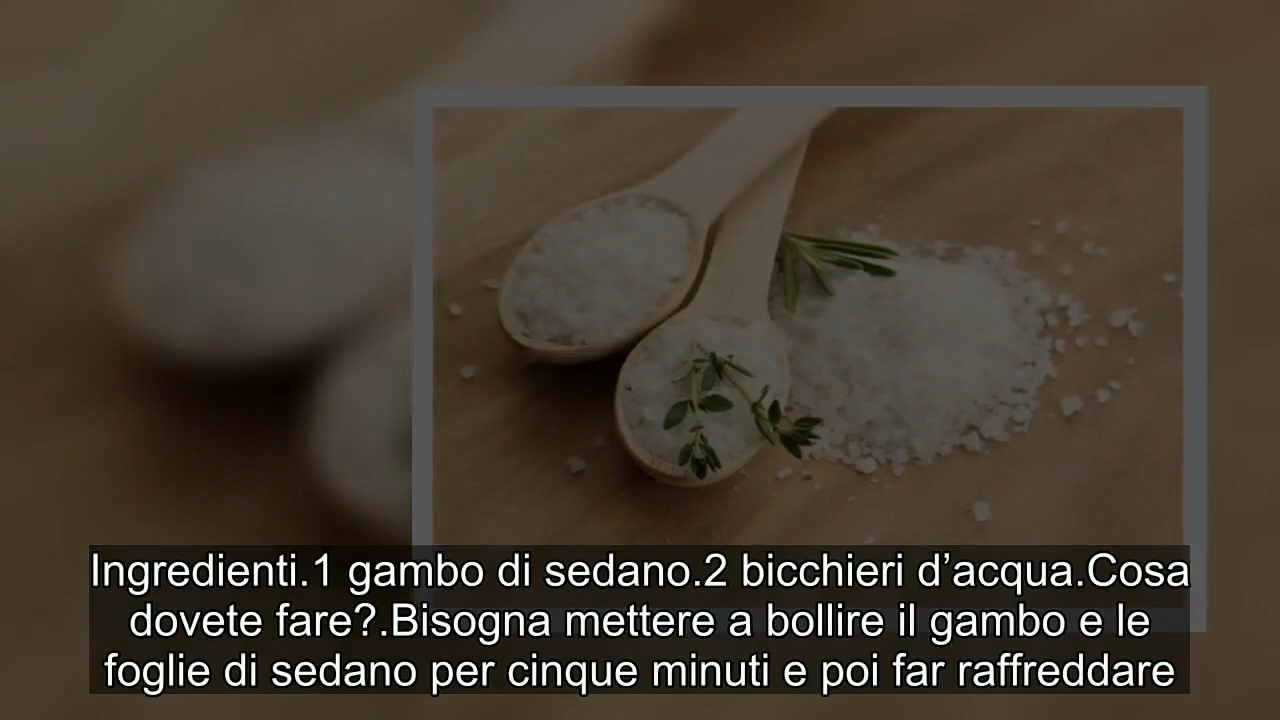 Ingredienti.1 gambo di sedano.2 bicchieri d’acqua.Cosa
dovete fare?.Bisogna mettere a bollire il gambo e le
foglie di sedano per cinque minuti e poi far raffreddare